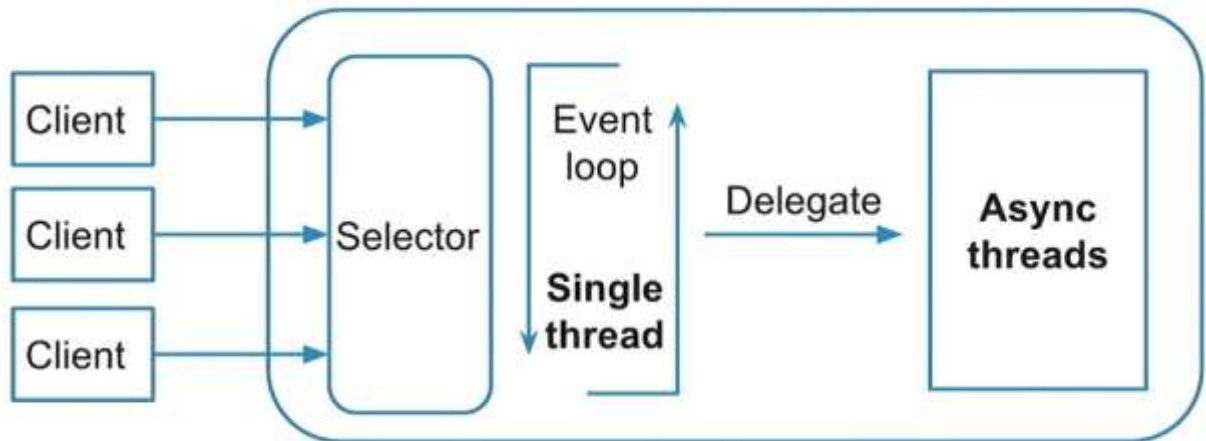 Client
Client
Client
Selector
Event
loop
Single
thread
Delegate
Async
threads